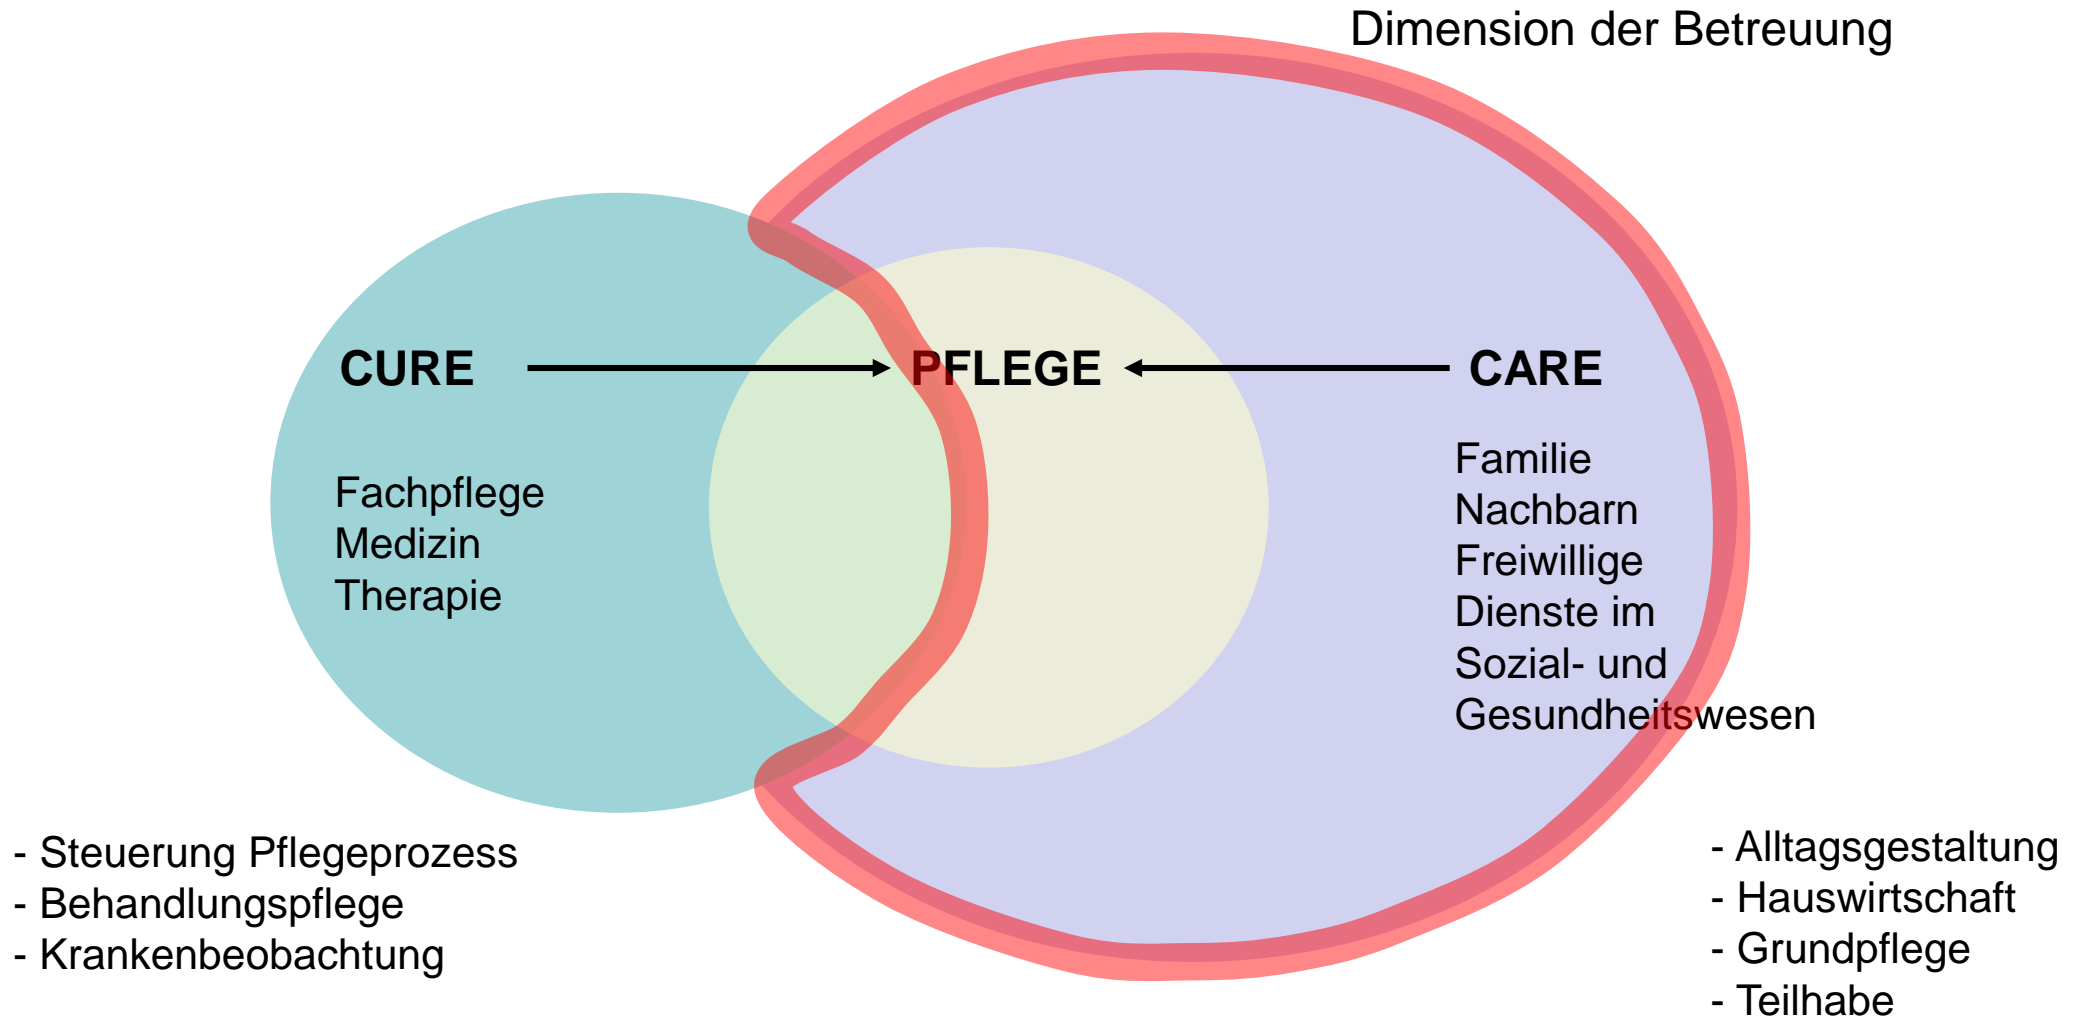 Dimension der Betreuung
CURE
PFLEGE
CARE
Fachpflege
Medizin
Therapie
Familie
Nachbarn
Freiwillige
Dienste im
Sozial- und
Gesundheitswesen
- Steuerung Pflegeprozess
- Behandlungspflege
- Krankenbeobachtung
- Alltagsgestaltung
- Hauswirtschaft
- Grundpflege
- Teilhabe